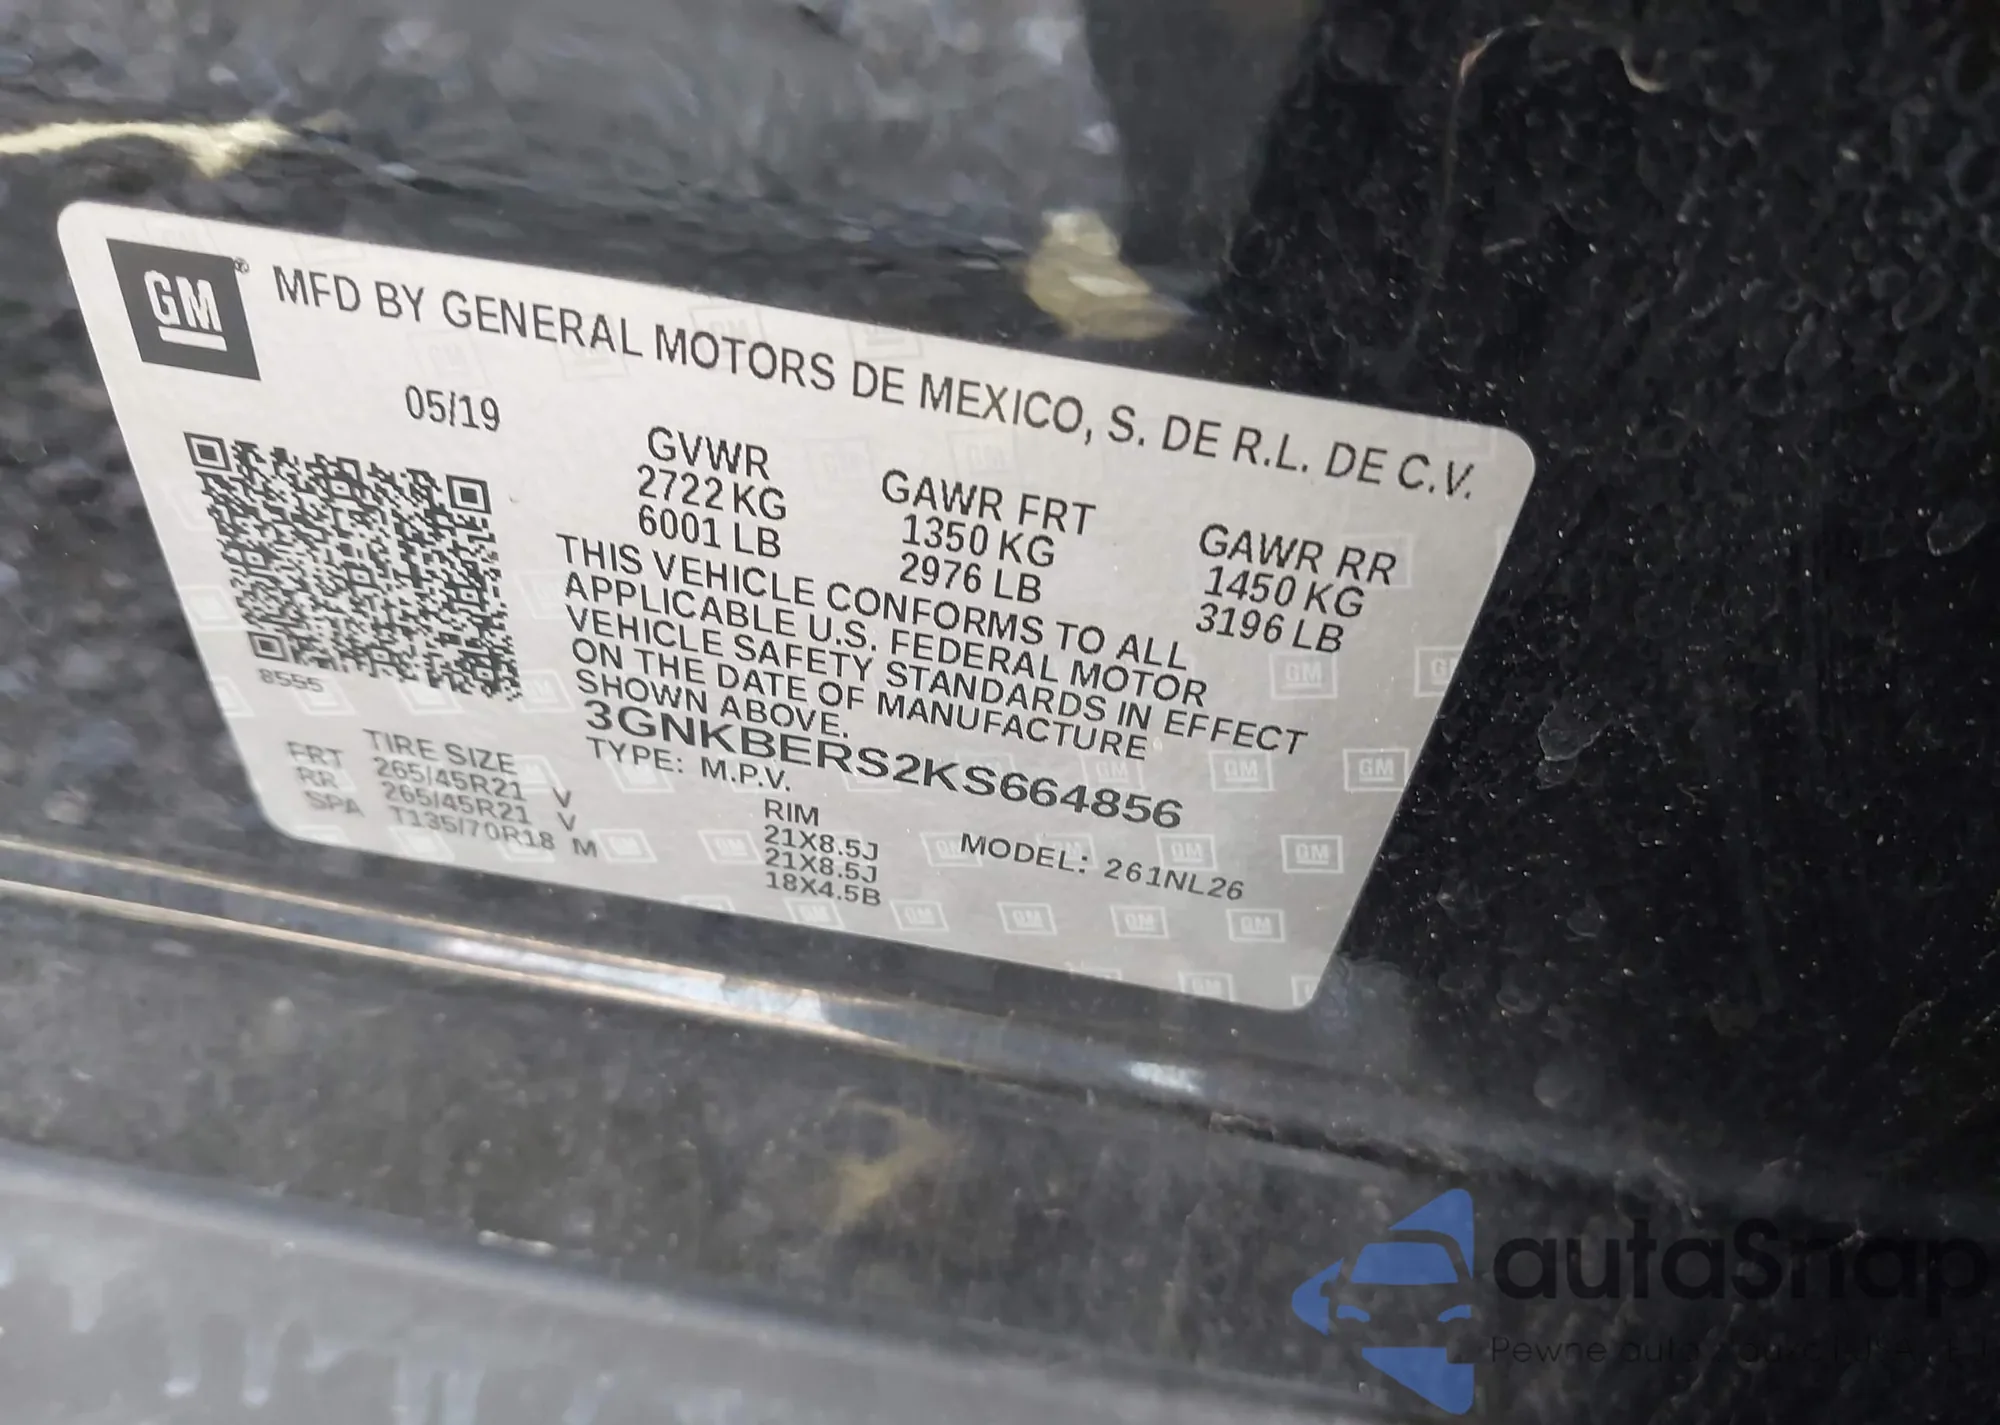 GM® MFD BY GENERAL MOTORS DE MEXICO, S. DE R.L. DE C.V.
05/19
GVWR GAWR FRT GAWR RR
2722 KG 1350 KG 1450 KG
6001 LB 2976 LB 3196 LB
THIS VEHICLE CONFORMS TO ALL
APPLICABLE U.S. FEDERAL MOTOR
VEHICLE SAFETY STANDARDS IN EFFECT
ON THE DATE OF MANUFACTURE
SHOWN ABOVE.
3GNKBERS2KS664856
TYPE: M.P.V. MODEL: 261NL26
8555
TIRE SIZE RIM
FRT 265/45R21 V 21X8.5J
RR 265/45R21 V 21X8.5J
SPA T135/70R18 M 18X4.5B
autaSnap
Pewne auta